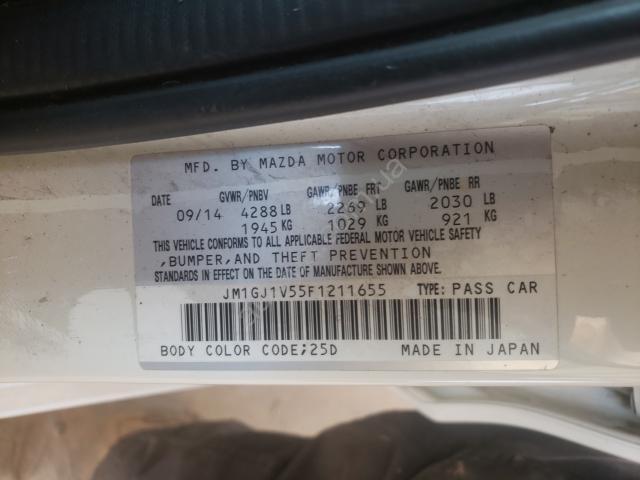 MFD. BY MAZDA MOTOR CORPORATION
DATE GVWR/PNBV GAWR/PNBE FRT GAWR/PNBE RR
09/14 4288 LB 2269 LB 2030 LB
1945 KG 1029 KG 921 KG
THIS VEHICLE CONFORMS TO ALL APPLICABLE FEDERAL MOTOR VEHICLE SAFETY
,BUMPER,AND THEFT PREVENTION
STANDARDS IN EFFECT ON THE DATE OF MANUFACTURE SHOWN ABOVE.
JM1GJ1V55F1211655 TYPE: PASS CAR
BODY COLOR CODE;25D MADE IN JAPAN